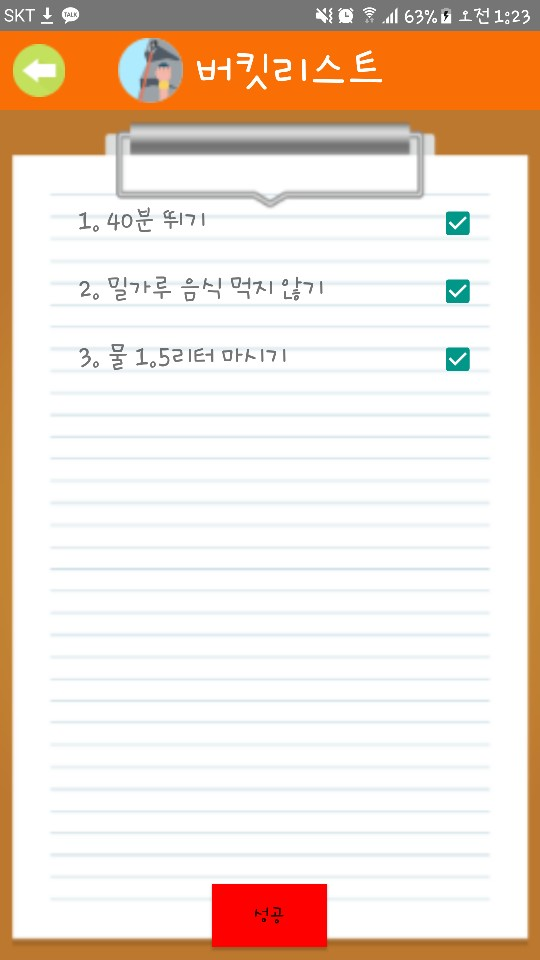 SKT TALK 63% 오전 1:23
버킷리스트
1. 40분 뛰기
2. 밀가루 음식 먹지 않기
3. 물 1.5리터 마시기
성공